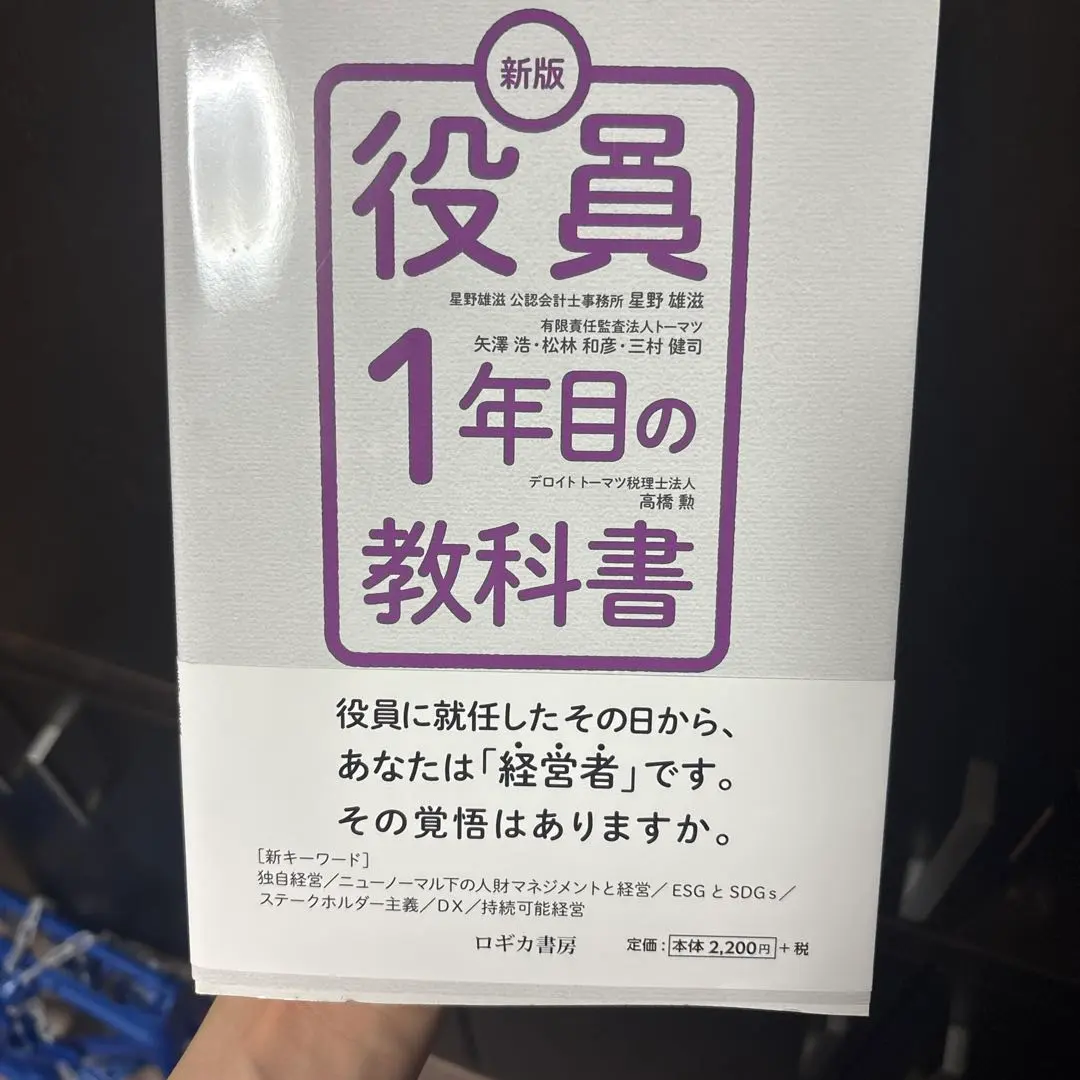 新版
役員
星野雄滋 公認会計士事務所 星野 雄滋
有限責任監査法人トーマツ
矢澤 浩・松林 和彦・三村 健司
1年目の
デロイト トーマツ税理士法人
高橋 勲
教科書
役員に就任したその日から、
あなたは「経営者」です。
その覚悟はありますか。
［新キーワード］
独自経営／ニューノーマル下の人財マネジメントと経営／ESGとSDGs／
ステークホルダー主義／DX／持続可能経営
ロギカ書房 定価：本体 2,200円＋税